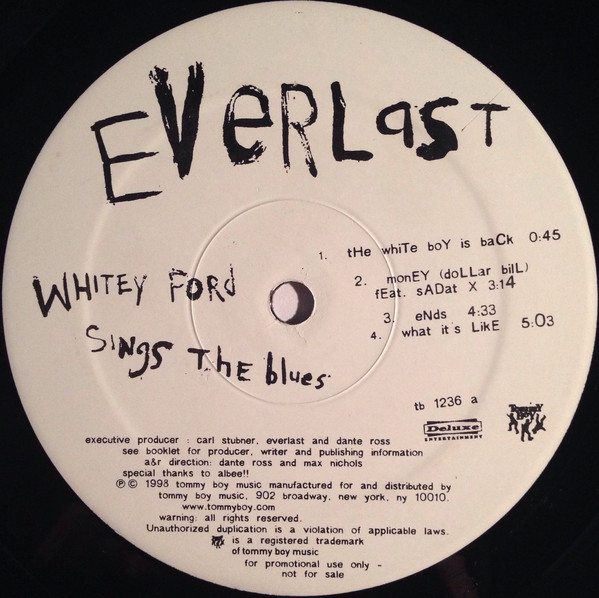 EVERLAST
WHITEY FORD
SiNgS THE blues
1. tHe whiTe boY is baCk 0:45
2. monEY (doLLar bilL)
fEat. sADat X 3:14
3. eNds 4:33
4. what it's LikE 5:03
tb 1236 a
Deluxe
ENTERTAINMENT
TommY
BoY
executive producer : carl stubner, everlast and dante ross
see booklet for producer, writer and publishing information
a&r direction: dante ross and max nichols
special thanks to albee!!
℗ © 1998 tommy boy music manufactured for and distributed by
tommy boy music, 902 broadway, new york, ny 10010.
www.tommyboy.com
warning: all rights reserved.
Unauthorized duplication is a violation of applicable laws.
is a registered trademark
of tommy boy music
for promotional use only -
not for sale